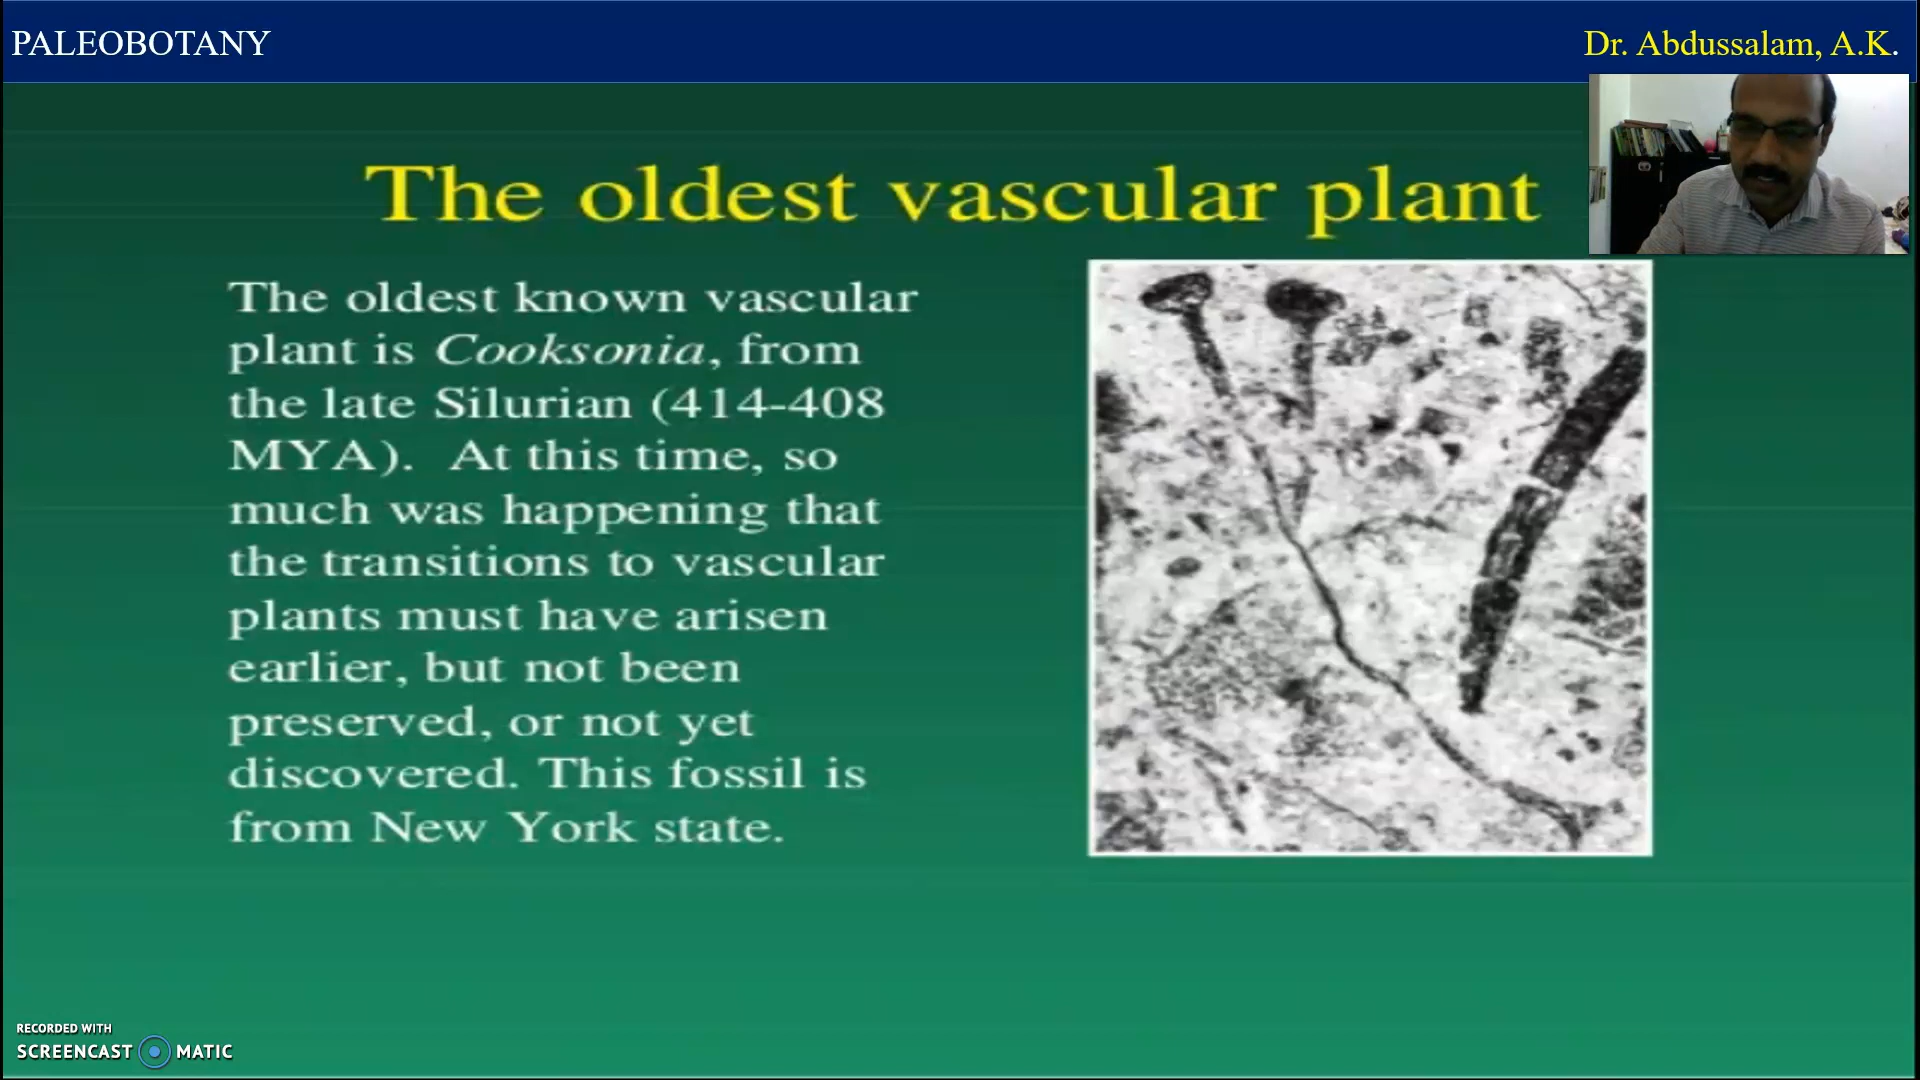 PALEOBOTANY
Dr. Abdussalam, A.K.
The oldest vascular plant
The oldest known vascular
plant is Cooksonia, from
the late Silurian (414-408
MYA). At this time, so
much was happening that
the transitions to vascular
plants must have arisen
earlier, but not been
preserved, or not yet
discovered. This fossil is
from New York state.
RECORDED WITH
SCREENCAST MATIC